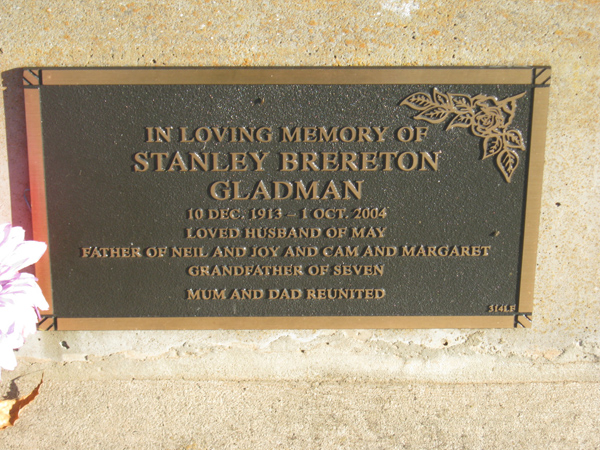 IN LOVING MEMORY OF
STANLEY BRERETON
GLADMAN
10 DEC. 1913 – 1 OCT. 2004
LOVED HUSBAND OF MAY
FATHER OF NEIL AND JOY AND CAM AND MARGARET
GRANDFATHER OF SEVEN
MUM AND DAD REUNITED